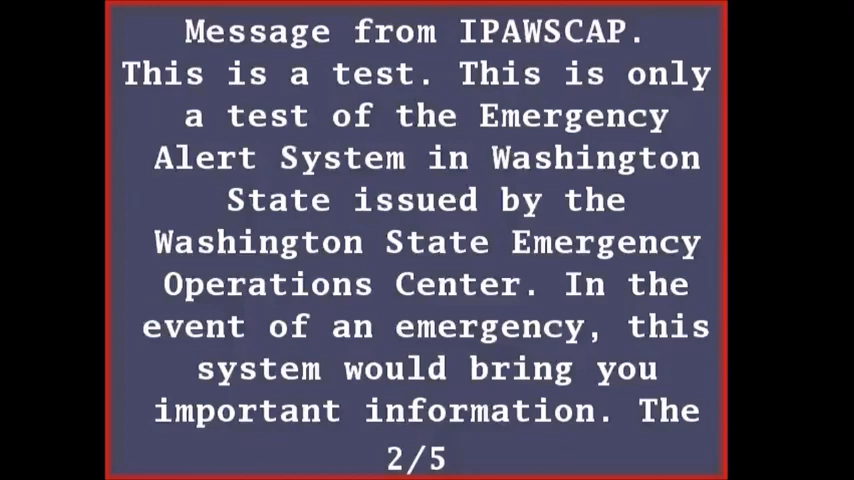 Message from IPAWSCAP.
This is a test. This is only
a test of the Emergency
Alert System in Washington
State issued by the
Washington State Emergency
Operations Center. In the
event of an emergency, this
system would bring you
important information. The
2/5